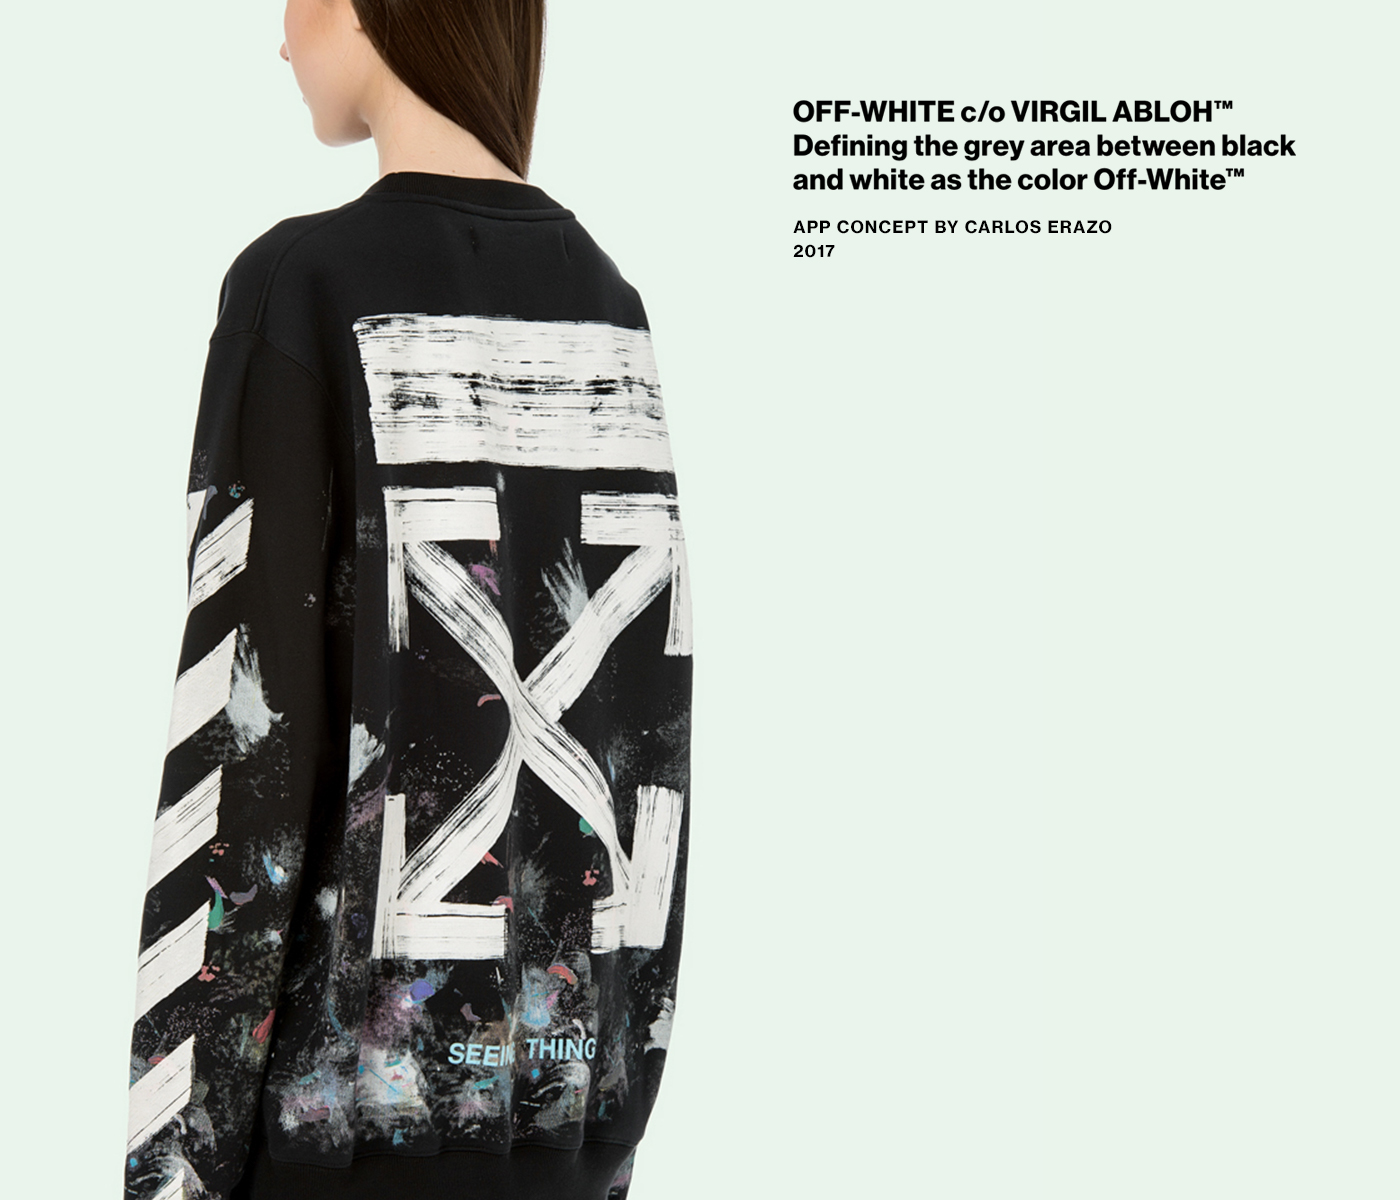 OFF-WHITE c/o VIRGIL ABLOH™
Defining the grey area between black
and white as the color Off-White™
APP CONCEPT BY CARLOS ERAZO
2017
THING